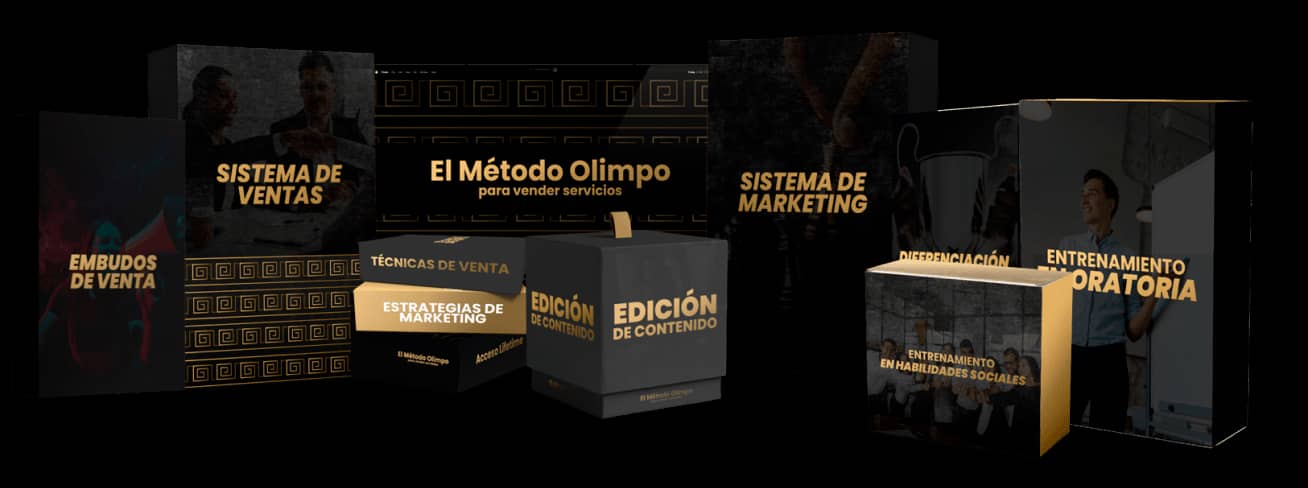 EMBUDOS
DE VENTA
SISTEMA DE
VENTAS
El Método Olimpo
para vender servicios
TÉCNICAS DE VENTA
ESTRATEGIAS DE
MARKETING
El Método Olimpo
Acceso Lifetime
EDICIÓN
DE CONTENIDO
EDICIÓN
DE CONTENIDO
El Método Olimpo
SISTEMA DE
MARKETING
DIFERENCIACIÓN
ENTRENAMIENTO
ORATORIA
ENTRENAMIENTO
EN HABILIDADES SOCIALES